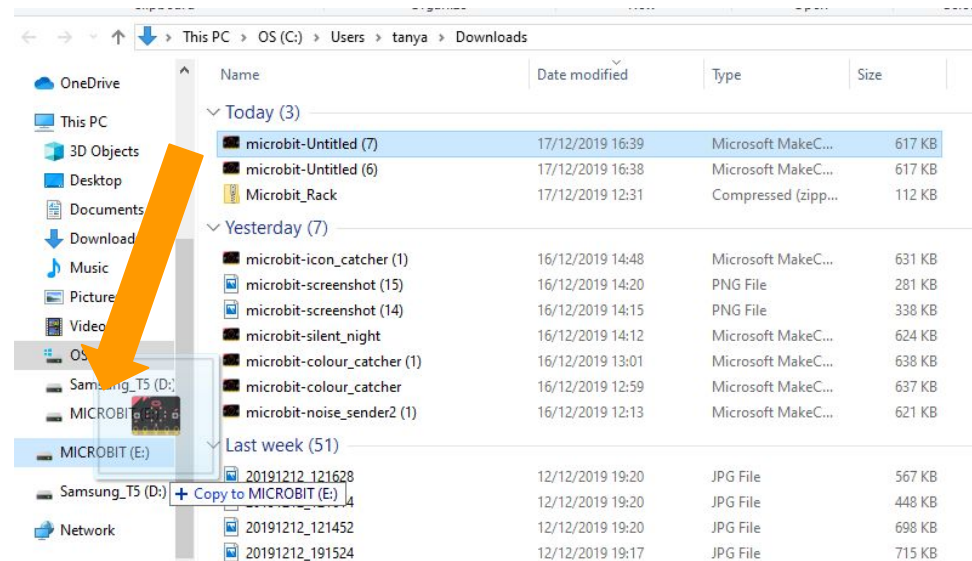 This PC > OS (C:) > Users > tanya > Downloads
OneDrive
This PC
3D Objects
Desktop
Documents
Download
Music
Picture
Video
OS
Samsung_T5 (D:)
MICROBIT
MICROBIT (E:)
Samsung_T5 (D:)
Network
Name Date modified Type Size
Today (3)
microbit-Untitled (7) 17/12/2019 16:39 Microsoft MakeC... 617 KB
microbit-Untitled (6) 17/12/2019 16:38 Microsoft MakeC... 617 KB
Microbit_Rack 17/12/2019 12:31 Compressed (zipp... 112 KB
Yesterday (7)
microbit-icon_catcher (1) 16/12/2019 14:48 Microsoft MakeC... 631 KB
microbit-screenshot (15) 16/12/2019 14:20 PNG File 281 KB
microbit-screenshot (14) 16/12/2019 14:15 PNG File 338 KB
microbit-silent_night 16/12/2019 14:12 Microsoft MakeC... 624 KB
microbit-colour_catcher (1) 16/12/2019 13:01 Microsoft MakeC... 638 KB
microbit-colour_catcher 16/12/2019 12:59 Microsoft MakeC... 637 KB
microbit-noise_sender2 (1) 16/12/2019 12:13 Microsoft MakeC... 621 KB
Last week (51)
20191212_121628 12/12/2019 19:20 JPG File 567 KB
+ Copy to MICROBIT (E:)
12/12/2019 19:20 JPG File 448 KB
20191212_121452 12/12/2019 19:20 JPG File 698 KB
20191212_191524 12/12/2019 19:17 JPG File 715 KB